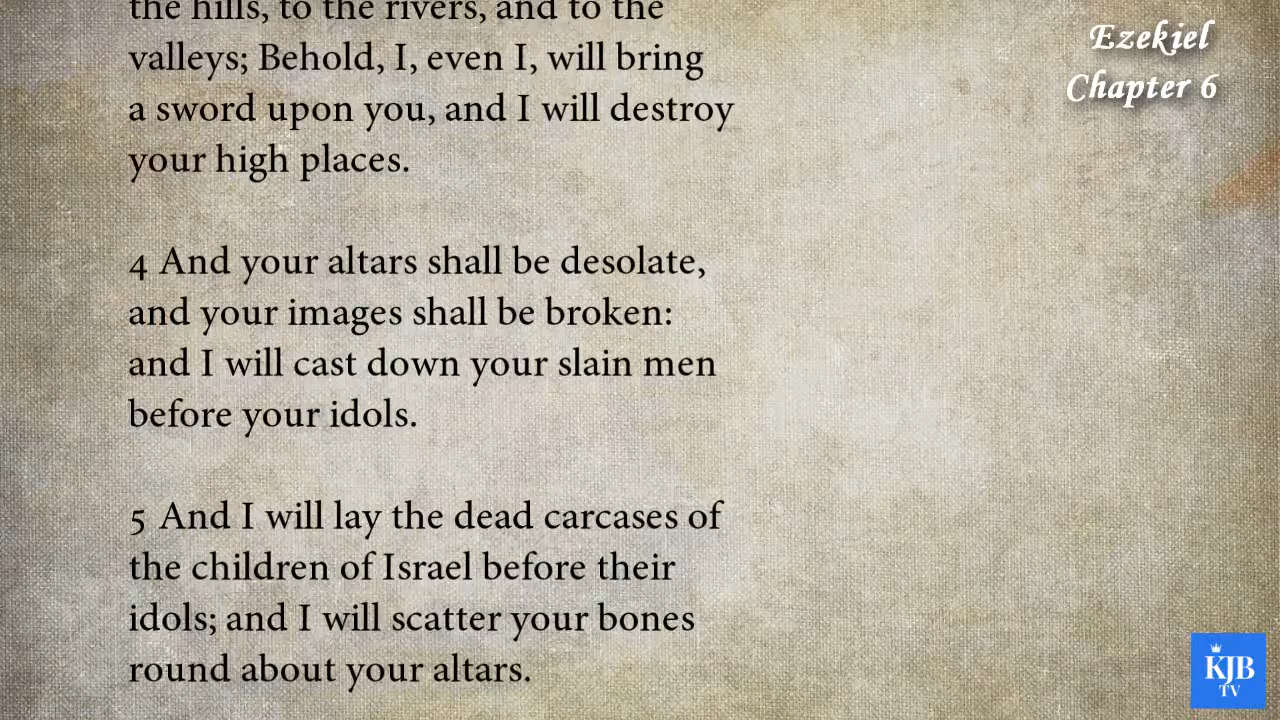 the hills, to the rivers, and to the
valleys; Behold, I, even I, will bring
a sword upon you, and I will destroy
your high places.
4 And your altars shall be desolate,
and your images shall be broken:
and I will cast down your slain men
before your idols.
5 And I will lay the dead carcases of
the children of Israel before their
idols; and I will scatter your bones
round about your altars.
Ezekiel
Chapter 6
KJB
TV